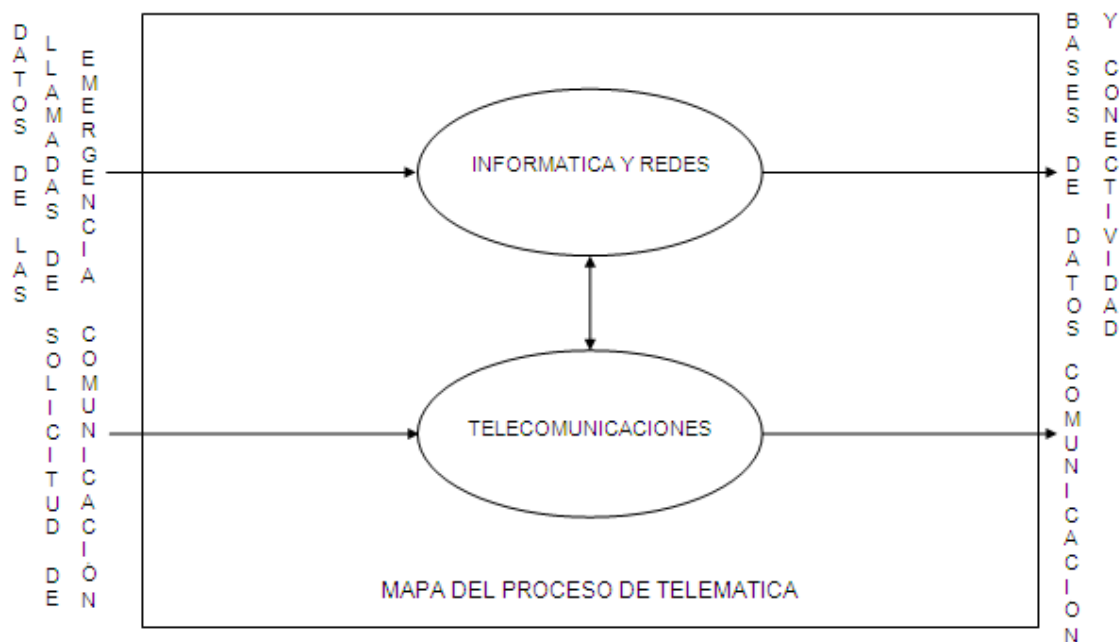 DATOS DE LAS
LLAMADAS DE
EMERGENCIA
INFORMATICA Y REDES
BASES DE DATOS
Y CONECTIVIDAD
SOLICITUD DE
COMUNICACIÓN
TELECOMUNICACIONES
COMUNICACION
MAPA DEL PROCESO DE TELEMATICA